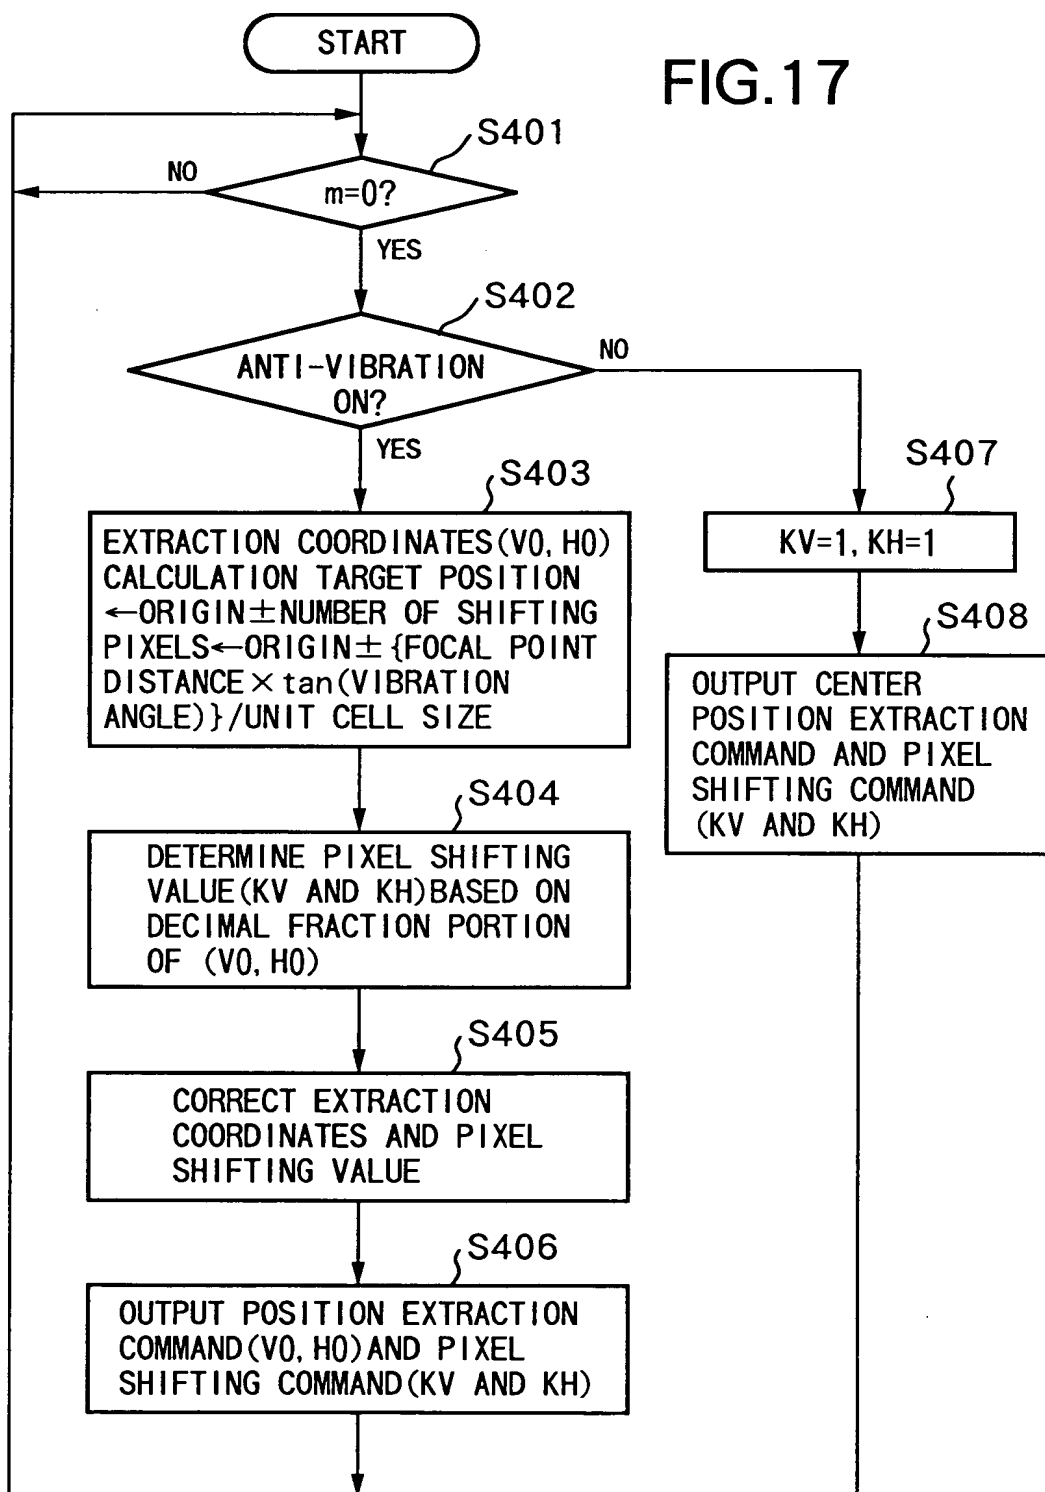 START
FIG.17
S401
NO
m=0?
YES
S402
NO
ANTI-VIBRATION
ON?
YES
S403
EXTRACTION COORDINATES(V0, H0)
CALCULATION TARGET POSITION
←ORIGIN±NUMBER OF SHIFTING
PIXELS←ORIGIN± {FOCAL POINT
DISTANCE×tan(VIBRATION
ANGLE)}/UNIT CELL SIZE
S407
KV=1, KH=1
S408
OUTPUT CENTER
POSITION EXTRACTION
COMMAND AND PIXEL
SHIFTING COMMAND
(KV AND KH)
S404
DETERMINE PIXEL SHIFTING
VALUE(KV AND KH)BASED ON
DECIMAL FRACTION PORTION
OF (V0, H0)
S405
CORRECT EXTRACTION
COORDINATES AND PIXEL
SHIFTING VALUE
S406
OUTPUT POSITION EXTRACTION
COMMAND(V0, H0)AND PIXEL
SHIFTING COMMAND(KV AND KH)